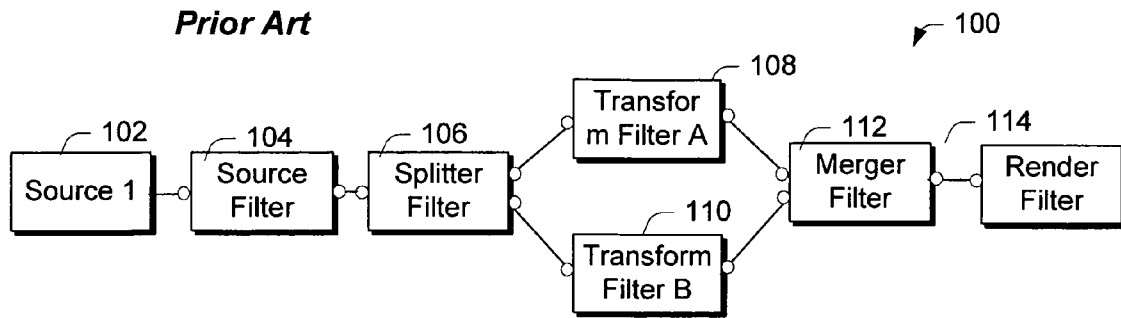 Prior Art
100
108
Transfor
m Filter A
102
104
106
112
114
Source 1
Source
Filter
Splitter
Filter
Merger
Filter
Render
Filter
110
Transform
Filter B